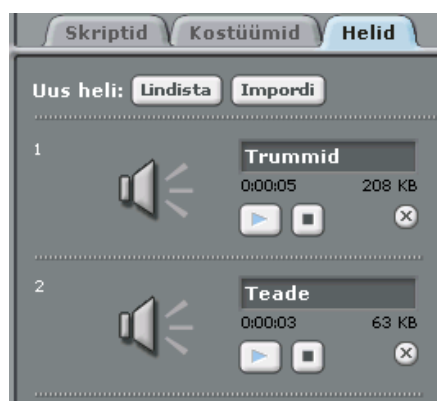 Skriptid Kostüümid Helid
Uus heli: Lindista Impordi
1
Trummid
0:00:05 208 KB
2
Teade
0:00:03 63 KB